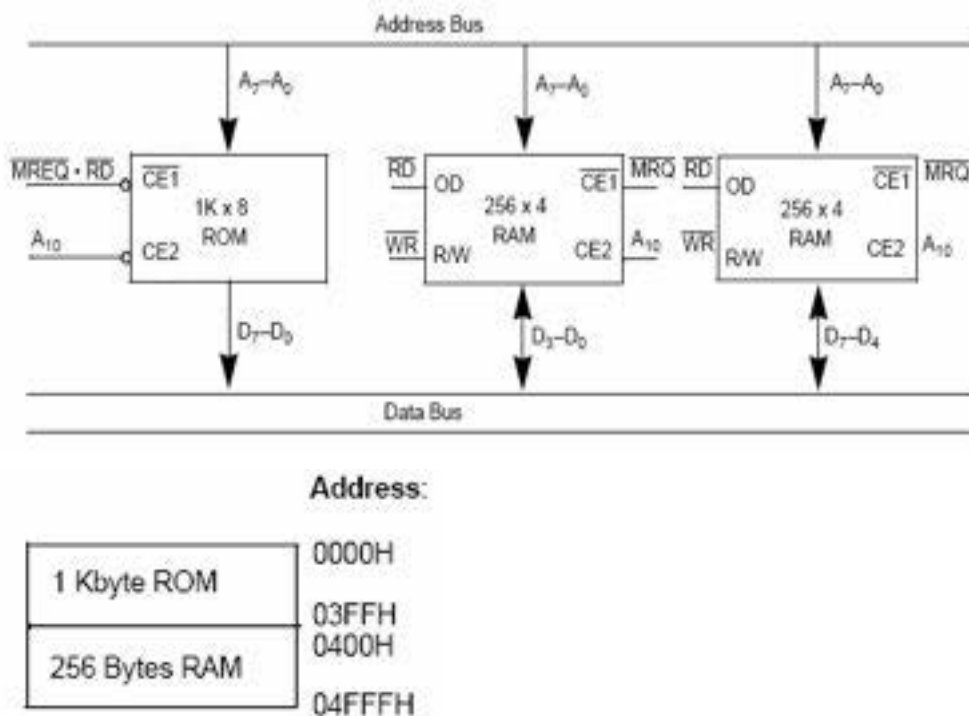 Address Bus
A₇–A₀
A₇–A₀
A₇–A₀
MREQ • RD
CE1
1K x 8
ROM
A₁₀
CE2
RD
OD
CE1
MRQ
256 x 4
RAM
WR
R/W
CE2
A₁₀
RD
OD
CE1
MRQ
256 x 4
RAM
WR
R/W
CE2
A₁₀
D₇–D₀
D₃–D₀
D₇–D₄
Data Bus
Address:
1 Kbyte ROM
0000H
03FFH
256 Bytes RAM
0400H
04FFFH